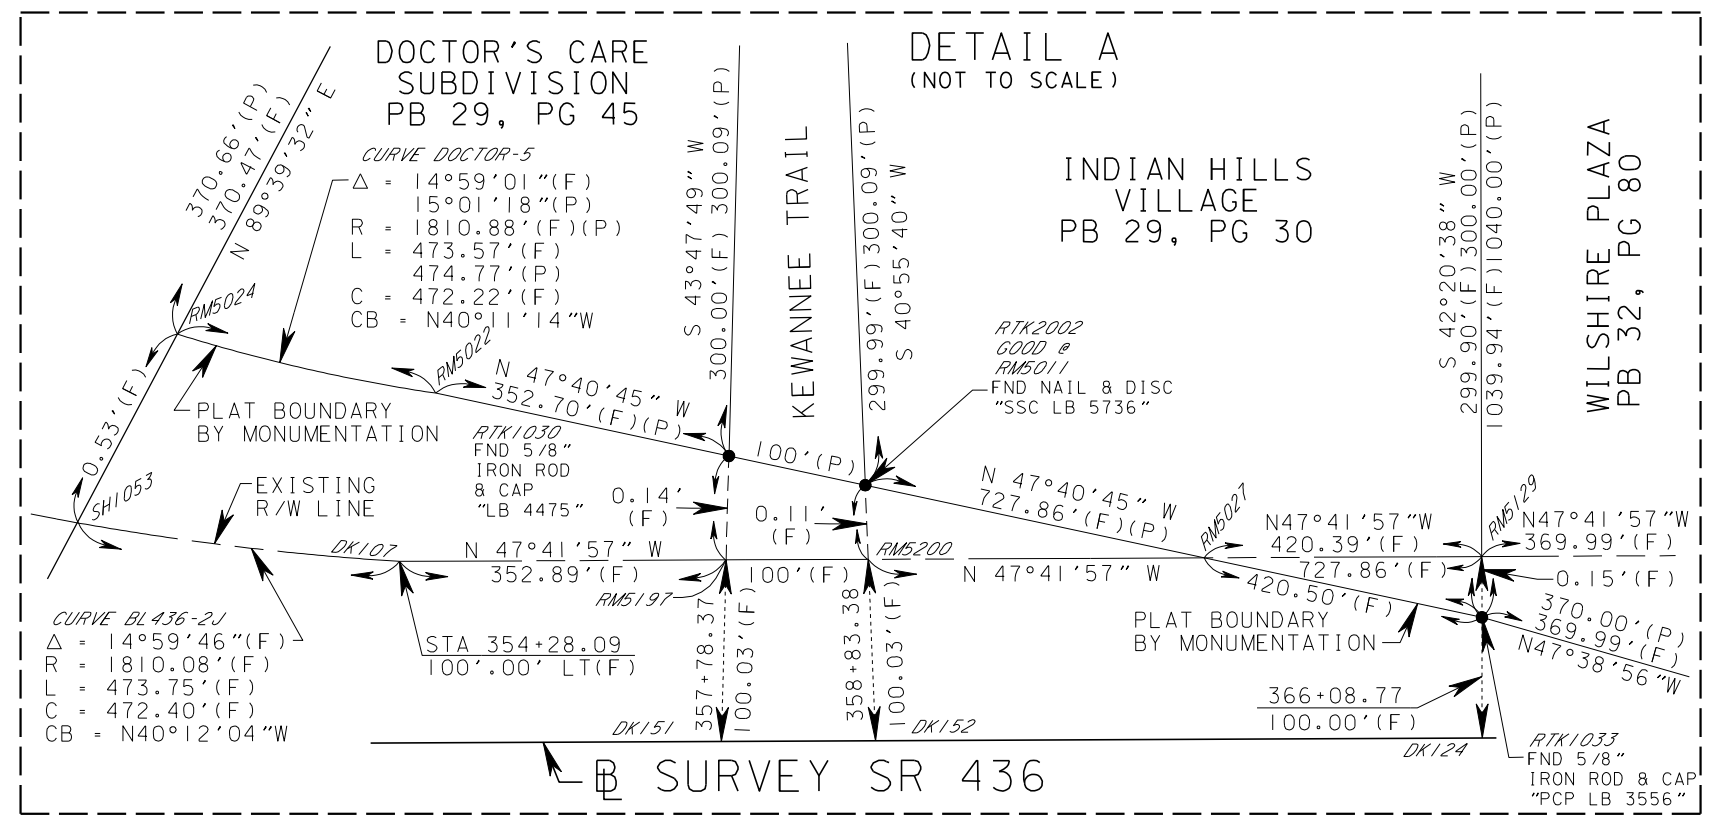 DETAIL A
(NOT TO SCALE)
DOCTOR'S CARE
SUBDIVISION
PB 29, PG 45
370.66'(P)
370.47'(F)
N 89°39'32" E
CURVE DOCTOR-5
Δ = 14°59'01"(F)
15°01'18"(P)
R = 1810.88'(F)(P)
L = 473.57'(F)
474.77'(P)
C = 472.22'(F)
CB = N40°11'14"W
S 43°47'49" W
300.00'(F) 300.09'(P)
KEWANNEE TRAIL
299.99'(F)300.09'(P)
S 40°55'40" W
INDIAN HILLS
VILLAGE
PB 29, PG 30
S 42°20'38" W
299.90'(F)300.00'(P)
1039.94'(F)1040.00'(P)
WILSHIRE PLAZA
PB 32, PG 80
RM5024
RM5022
N 47°40'45" W
352.70'(F)(P)
RTK2002
GOOD @
RM5011
FND NAIL & DISC
"SSC LB 5736"
PLAT BOUNDARY
BY MONUMENTATION
0.53'(F)
SH1053
EXISTING
R/W LINE
RTK1030
FND 5/8"
IRON ROD
& CAP
"LB 4475"
100'(P)
0.14'
(F)
0.11'
(F)
N 47°40'45" W
727.86'(F)(P)
RM5027
RM5129
N47°41'57"W
420.39'(F)
727.86'(F)
N47°41'57"W
369.99'(F)
DK107
N 47°41'57" W
352.89'(F)
RM5197
100'(F)
RM5200
N 47°41'57" W
0.15'(F)
420.50'(F)
370.00'(P)
369.99'(F)
N47°38'56"W
PLAT BOUNDARY
BY MONUMENTATION
CURVE BL436-2J
Δ = 14°59'46"(F)
R = 1810.08'(F)
L = 473.75'(F)
C = 472.40'(F)
CB = N40°12'04"W
STA 354+28.09
100'.00' LT(F)
357+78.37
100.03'(F)
358+83.38
100.03'(F)
366+08.77
100.00'(F)
DK151
DK152
DK124
BL SURVEY SR 436
RTK1033
FND 5/8"
IRON ROD & CAP
"PCP LB 3556"